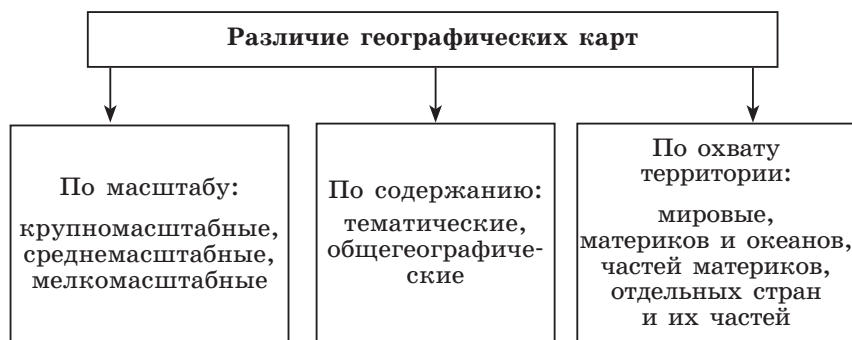 Различие географических карт
По масштабу:
крупномасштабные,
среднемасштабные,
мелкомасштабные
По содержанию:
тематические,
общегеографиче-
ские
По охвату
территории:
мировые,
материков и океанов,
частей материков,
отдельных стран
и их частей